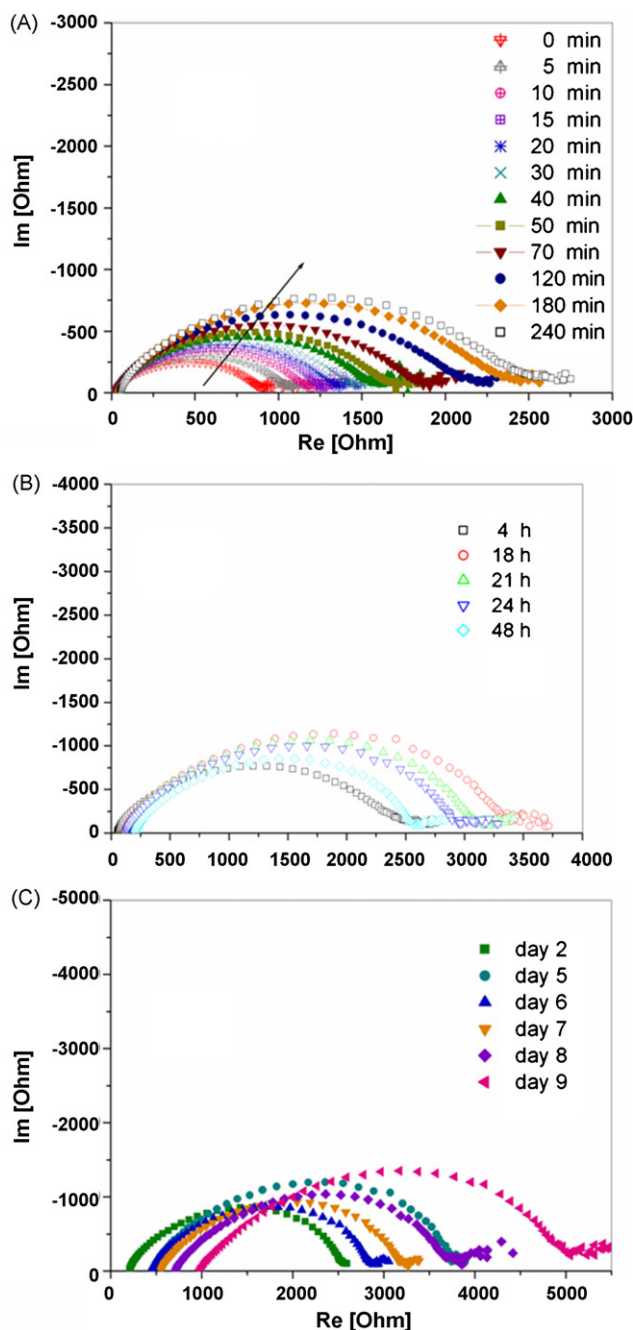 (A)
-3000
-2500
-2000
-1500
-1000
-500
0
Im [Ohm]
0 min
5 min
10 min
15 min
20 min
30 min
40 min
50 min
70 min
120 min
180 min
240 min
0 500 1000 1500 2000 2500 3000
Re [Ohm]
(B)
-4000
-3500
-3000
-2500
-2000
-1500
-1000
-500
0
Im [Ohm]
4 h
18 h
21 h
24 h
48 h
0 500 1000 1500 2000 2500 3000 3500 4000
(C)
-5000
-4000
-3000
-2000
-1000
0
Im [Ohm]
day 2
day 5
day 6
day 7
day 8
day 9
0 1000 2000 3000 4000 5000
Re [Ohm]